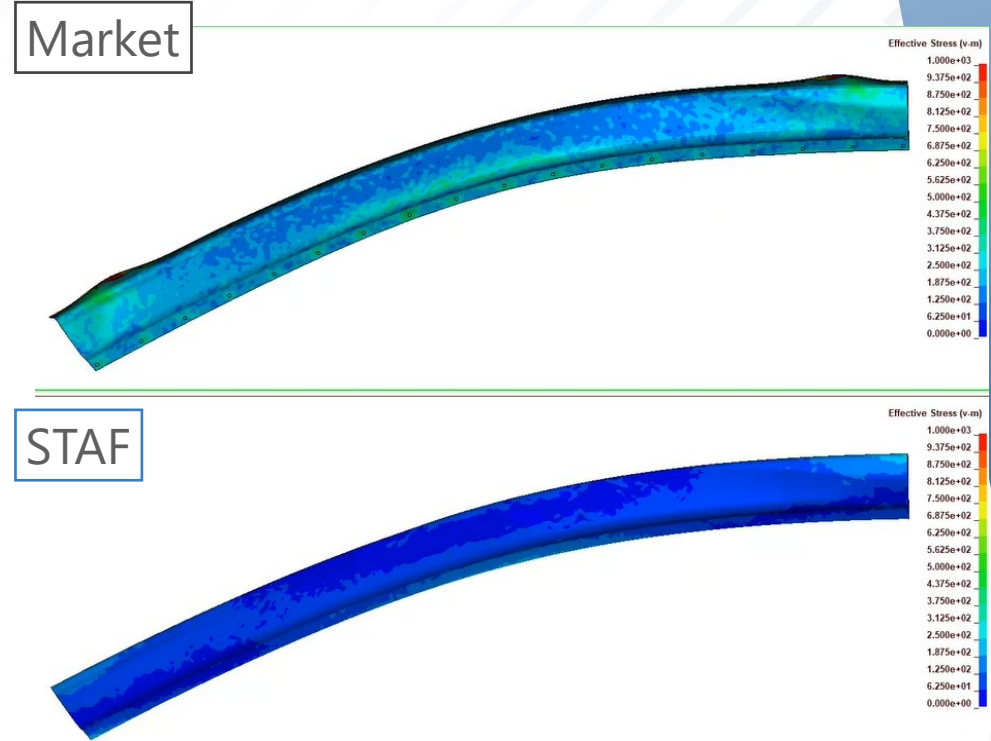 Market
Effective Stress (v-m)
1.000e+03
9.375e+02
8.750e+02
8.125e+02
7.500e+02
6.875e+02
6.250e+02
5.625e+02
5.000e+02
4.375e+02
3.750e+02
3.125e+02
2.500e+02
1.875e+02
1.250e+02
6.250e+01
0.000e+00
STAF
Effective Stress (v-m)
1.000e+03
9.375e+02
8.750e+02
8.125e+02
7.500e+02
6.875e+02
6.250e+02
5.625e+02
5.000e+02
4.375e+02
3.750e+02
3.125e+02
2.500e+02
1.875e+02
1.250e+02
6.250e+01
0.000e+00